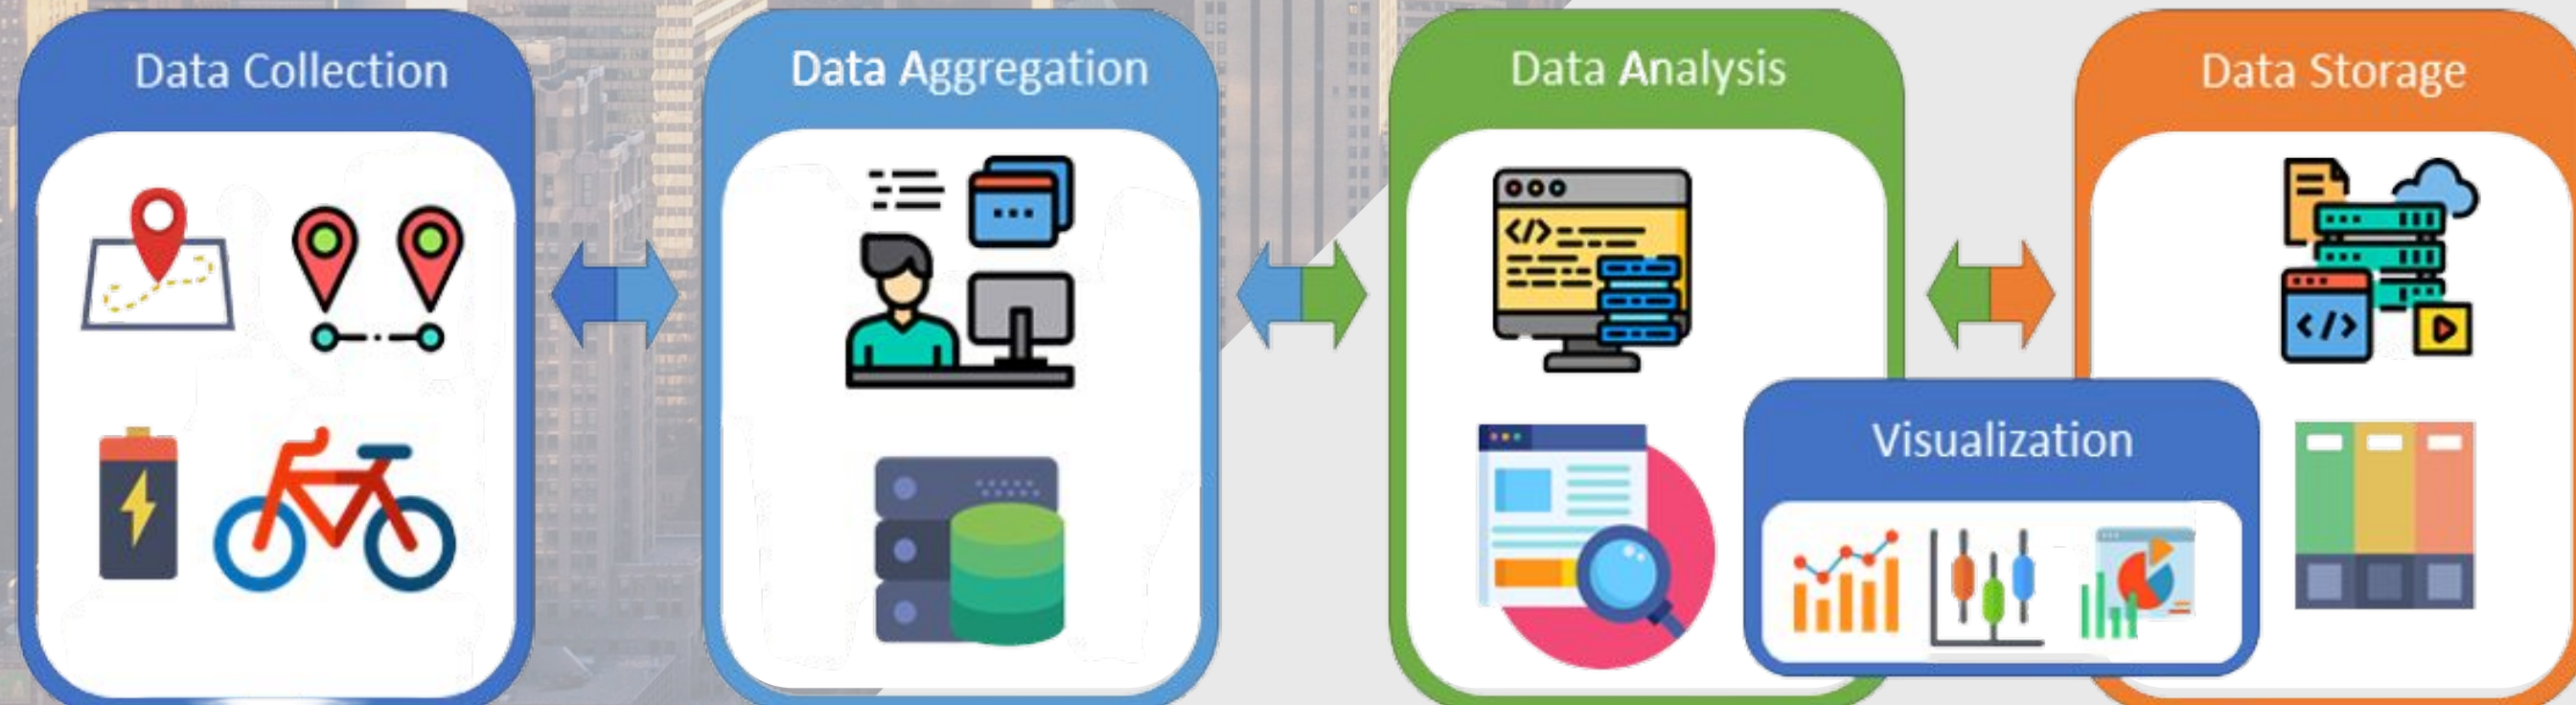 Data Collection
Data Aggregation
Data Analysis
Data Storage
Visualization